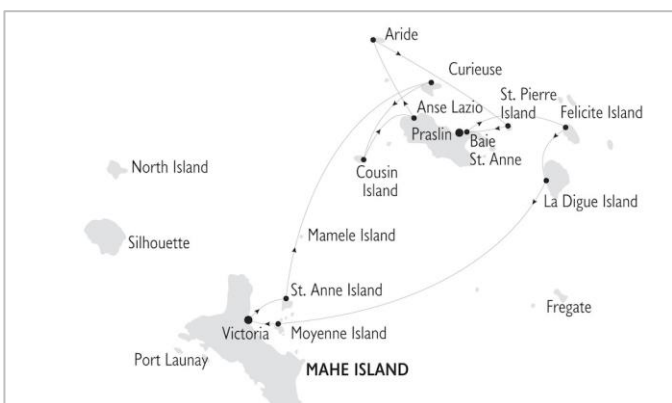 Aride
Curieuse
St. Pierre
Island
Felicite Island
Anse Lazio
Praslin
Baie
St. Anne
North Island
Cousin
Island
La Digue Island
Silhouette
Mamele Island
St. Anne Island
Fregate
Victoria
Moyenne Island
Port Launay
MAHE ISLAND